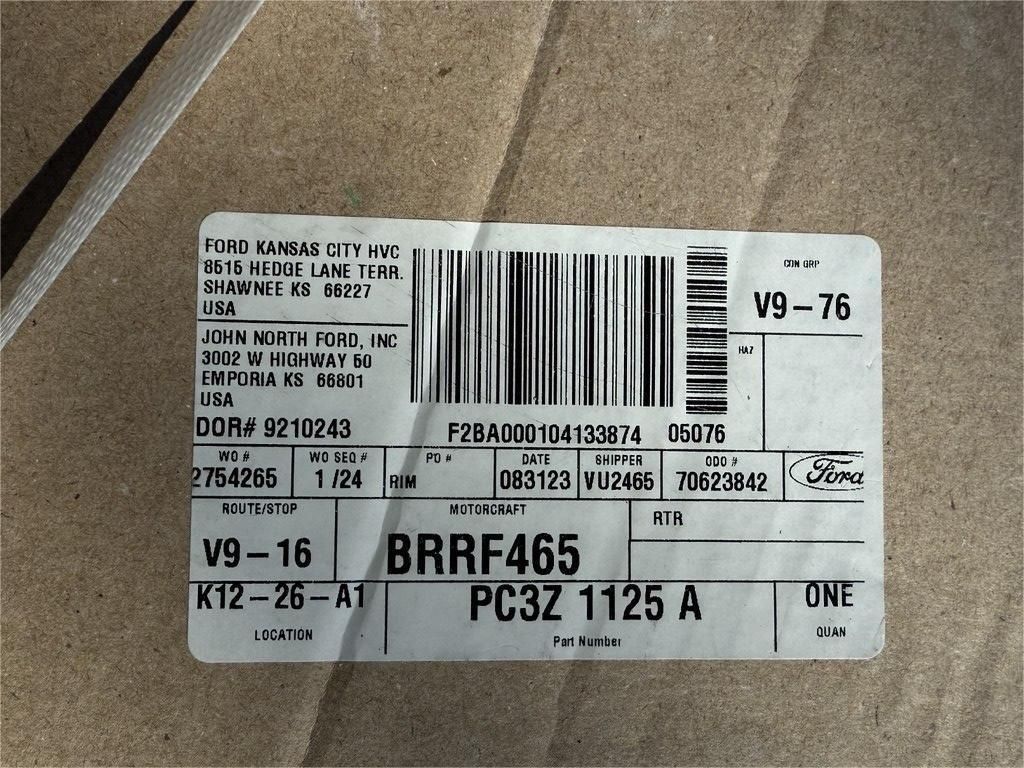 FORD KANSAS CITY HVC
8515 HEDGE LANE TERR.
SHAWNEE KS 66227
USA
JOHN NORTH FORD, INC
3002 W HIGHWAY 50
EMPORIA KS 66801
USA
DOR# 9210243
F2BA000104133874 05076
CON GRP
V9-76
HAZ
WO #
2754265
WO SEQ #
1 /24
PO #
RIM
DATE
083123
SHIPPER
VU2465
ODO #
70623842
Ford
ROUTE/STOP
V9-16
MOTORCRAFT
BRRF465
RTR
K12-26-A1
LOCATION
PC3Z 1125 A
Part Number
ONE
QUAN